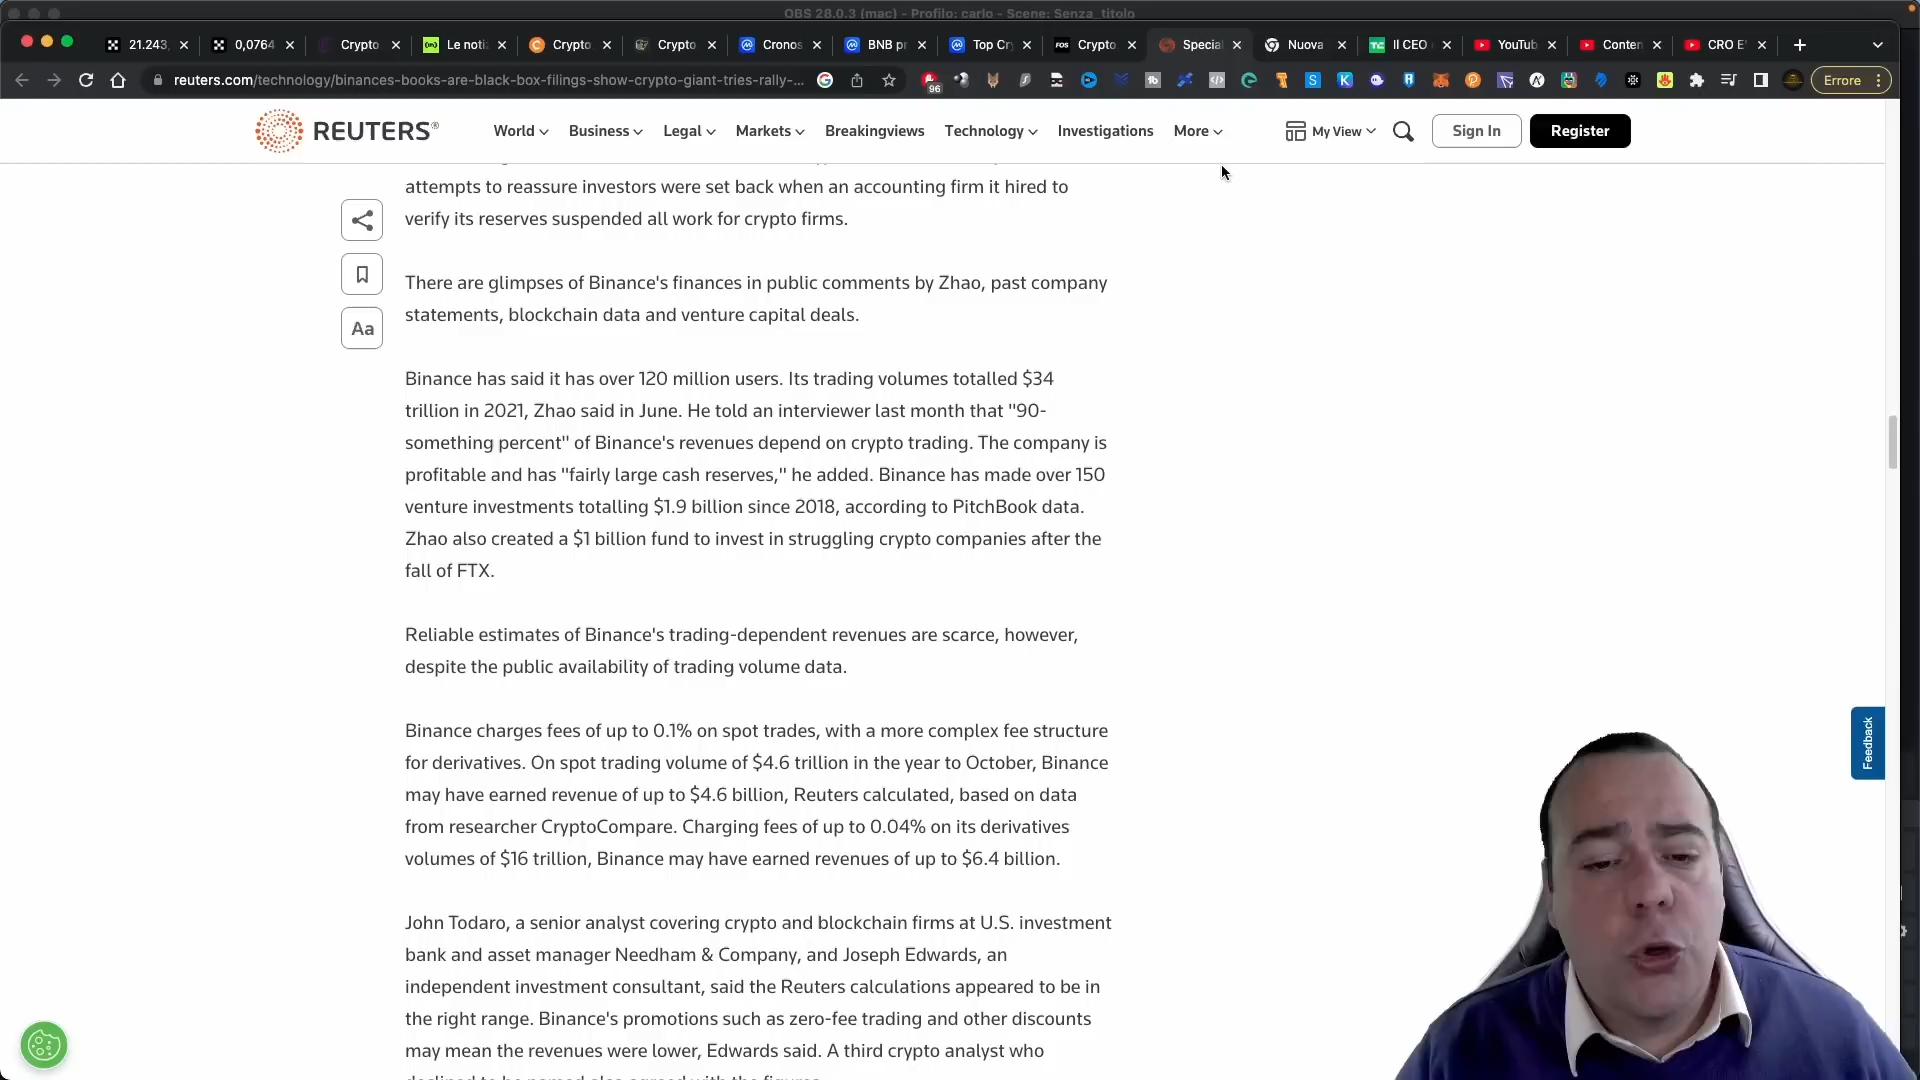 OBS 28.0.3 (mac) - Profilo: carlo - Scene: Senza_titolo
21.243,
0,0764
Crypto
Le noti
Crypto
Crypto
Cronos
BNB p
Top Cr
Crypto
Special
Nuova
Il CEO
YouTub
Conten
CRO E
reuters.com/technology/binances-books-are-black-box-filings-show-crypto-giant-tries-rally-...
96
Errore
REUTERS®
World
Business
Legal
Markets
Breakingviews
Technology
Investigations
More
My View
Sign In
Register
attempts to reassure investors were set back when an accounting firm it hired to
verify its reserves suspended all work for crypto firms.
There are glimpses of Binance's finances in public comments by Zhao, past company
statements, blockchain data and venture capital deals.
Aa
Binance has said it has over 120 million users. Its trading volumes totalled $34
trillion in 2021, Zhao said in June. He told an interviewer last month that "90-
something percent" of Binance's revenues depend on crypto trading. The company is
profitable and has "fairly large cash reserves," he added. Binance has made over 150
venture investments totalling $1.9 billion since 2018, according to PitchBook data.
Zhao also created a $1 billion fund to invest in struggling crypto companies after the
fall of FTX.
Reliable estimates of Binance's trading-dependent revenues are scarce, however,
despite the public availability of trading volume data.
Binance charges fees of up to 0.1% on spot trades, with a more complex fee structure
for derivatives. On spot trading volume of $4.6 trillion in the year to October, Binance
may have earned revenue of up to $4.6 billion, Reuters calculated, based on data
from researcher CryptoCompare. Charging fees of up to 0.04% on its derivatives
volumes of $16 trillion, Binance may have earned revenues of up to $6.4 billion.
Feedback
John Todaro, a senior analyst covering crypto and blockchain firms at U.S. investment
bank and asset manager Needham & Company, and Joseph Edwards, an
independent investment consultant, said the Reuters calculations appeared to be in
the right range. Binance's promotions such as zero-fee trading and other discounts
may mean the revenues were lower, Edwards said. A third crypto analyst who